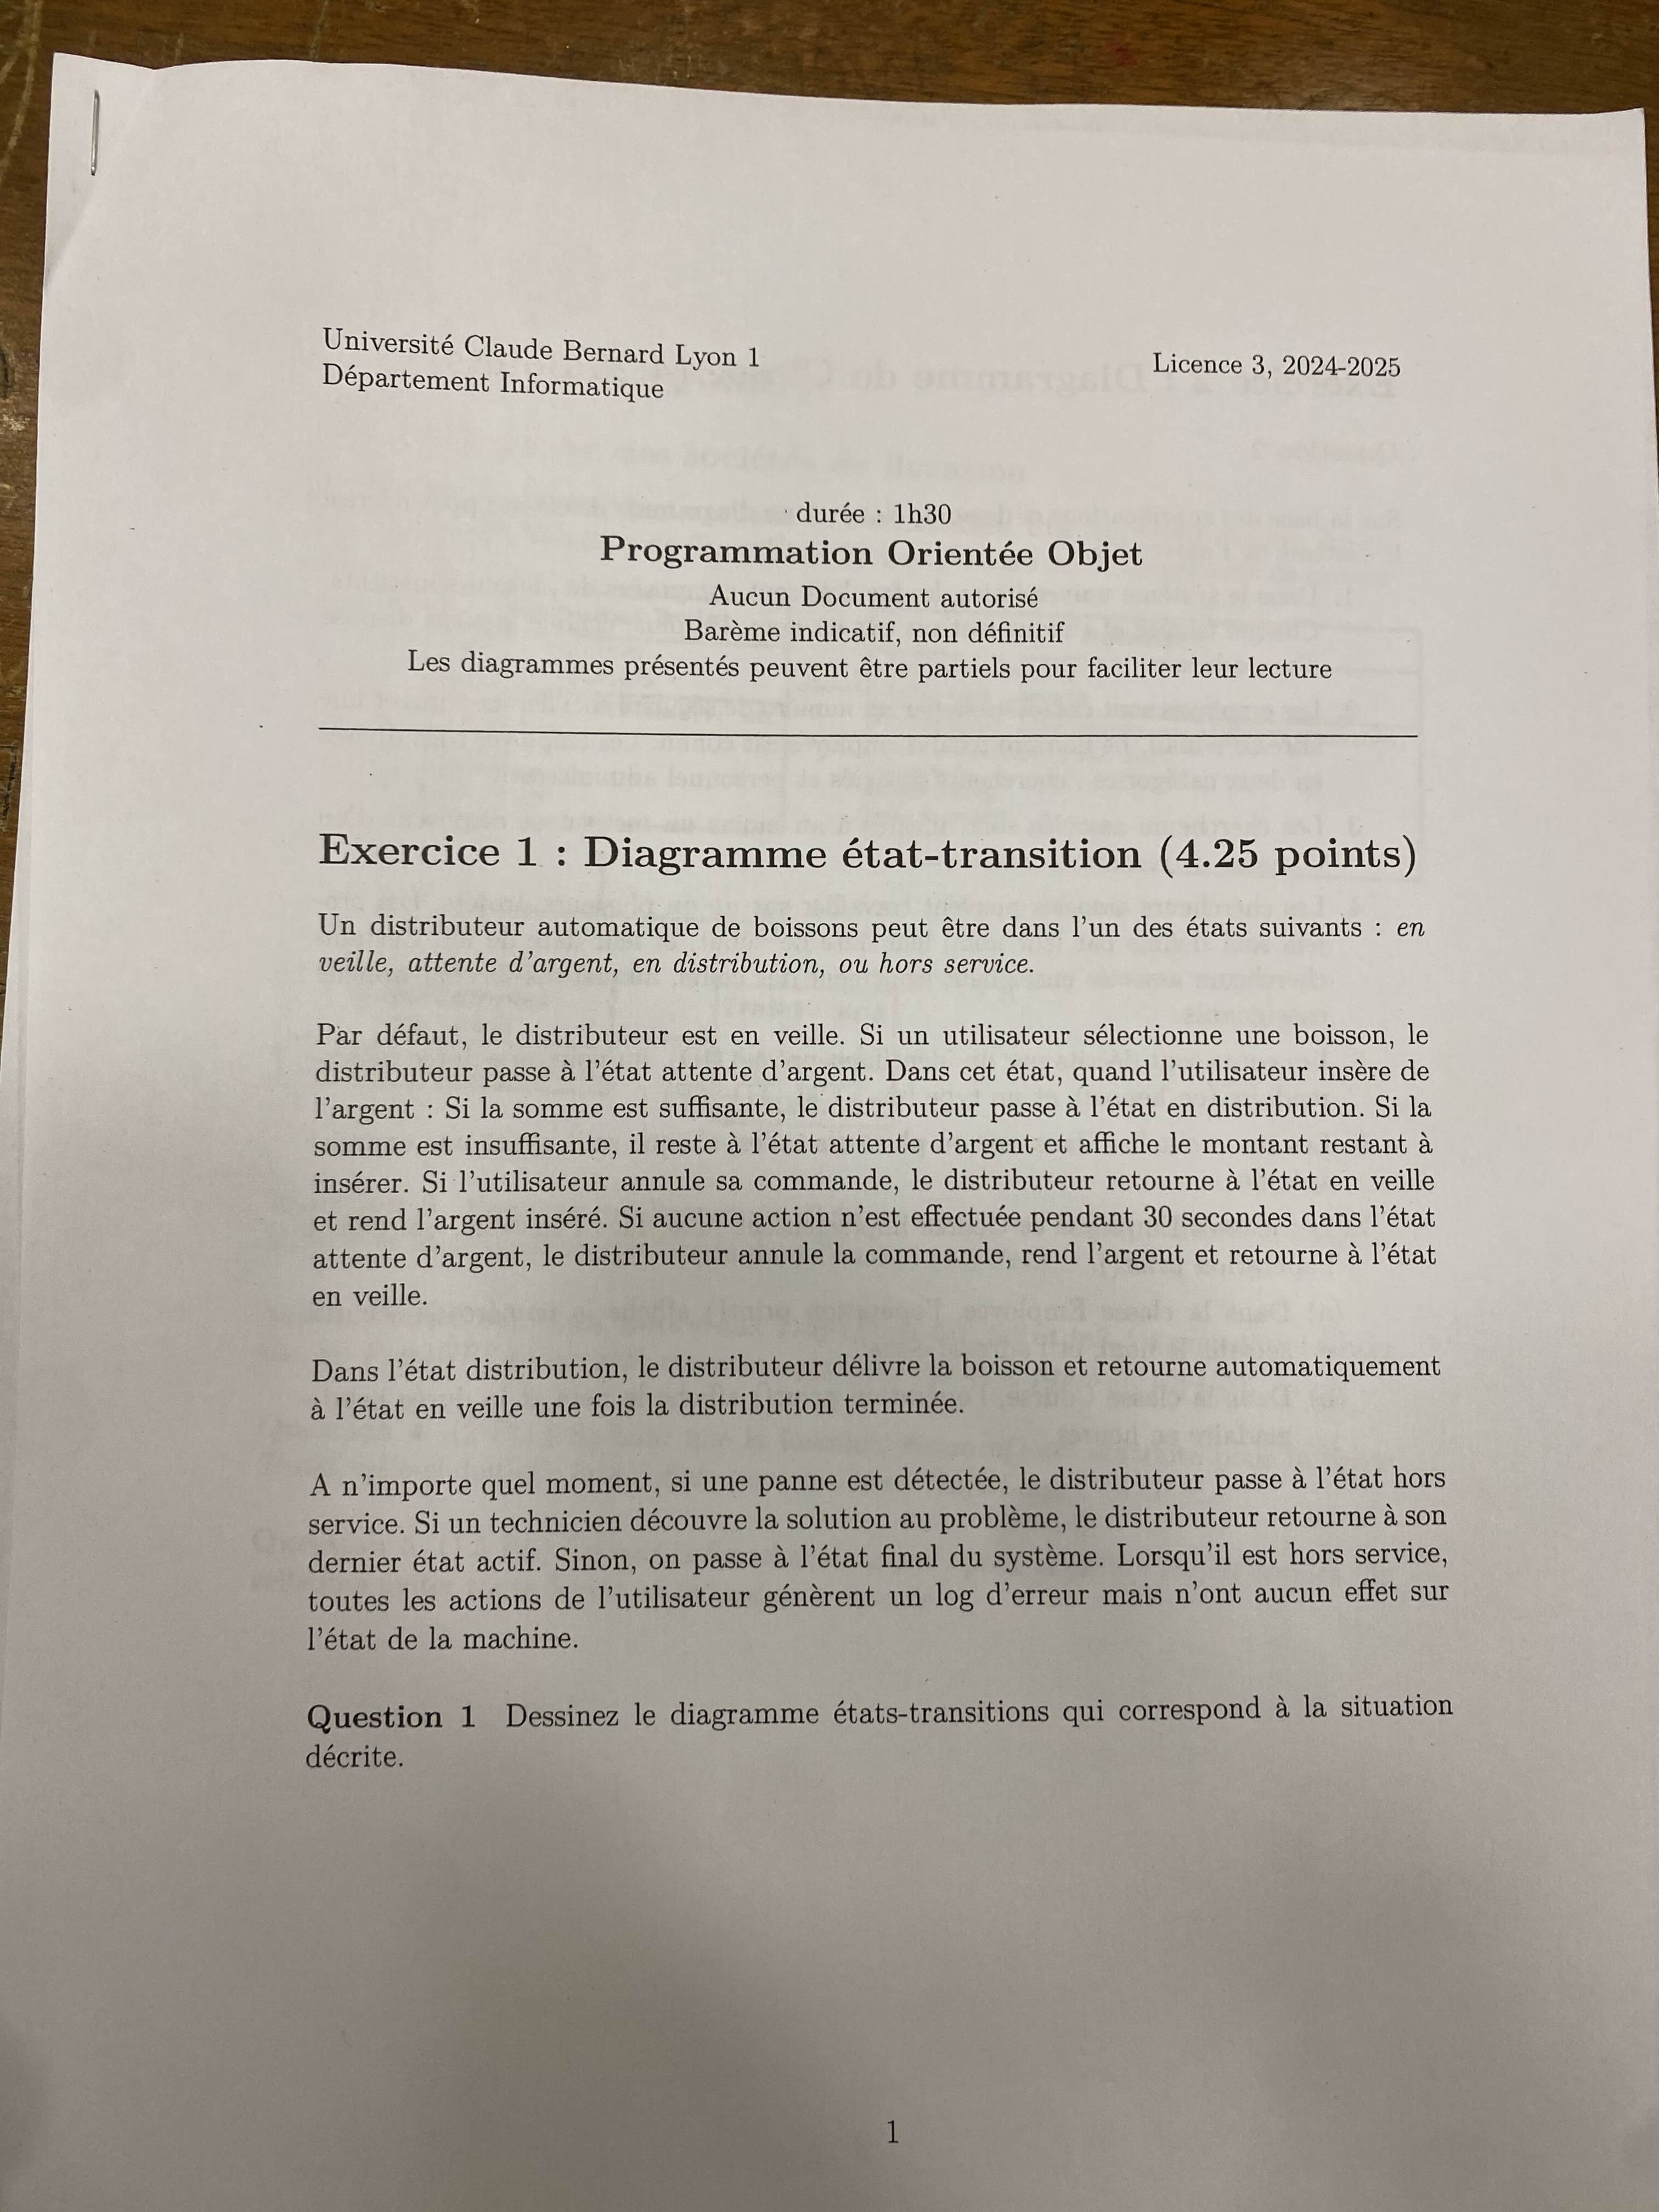 Université Claude Bernard Lyon 1
Département Informatique
Licence 3, 2024-2025
durée : 1h30
Programmation Orientée Objet
Aucun Document autorisé
Barème indicatif, non définitif
Les diagrammes présentés peuvent être partiels pour faciliter leur lecture
Exercice 1 : Diagramme état-transition (4.25 points)
Un distributeur automatique de boissons peut être dans l'un des états suivants : en
veille, attente d'argent, en distribution, ou hors service.
Par défaut, le distributeur est en veille. Si un utilisateur sélectionne une boisson, le
distributeur passe à l'état attente d'argent. Dans cet état, quand l'utilisateur insère de
l'argent : Si la somme est suffisante, le distributeur passe à l'état en distribution. Si la
somme est insuffisante, il reste à l'état attente d'argent et affiche le montant restant à
insérer. Si l'utilisateur annule sa commande, le distributeur retourne à l'état en veille
et rend l'argent inséré. Si aucune action n'est effectuée pendant 30 secondes dans l'état
attente d'argent, le distributeur annule la commande, rend l'argent et retourne à l'état
en veille.
Dans l'état distribution, le distributeur délivre la boisson et retourne automatiquement
à l'état en veille une fois la distribution terminée.
A n'importe quel moment, si une panne est détectée, le distributeur passe à l'état hors
service. Si un technicien découvre la solution au problème, le distributeur retourne à son
dernier état actif. Sinon, on passe à l'état final du système. Lorsqu'il est hors service,
toutes les actions de l'utilisateur génèrent un log d'erreur mais n'ont aucun effet sur
l'état de la machine.
Question 1 Dessinez le diagramme états-transitions qui correspond à la situation
décrite.
1